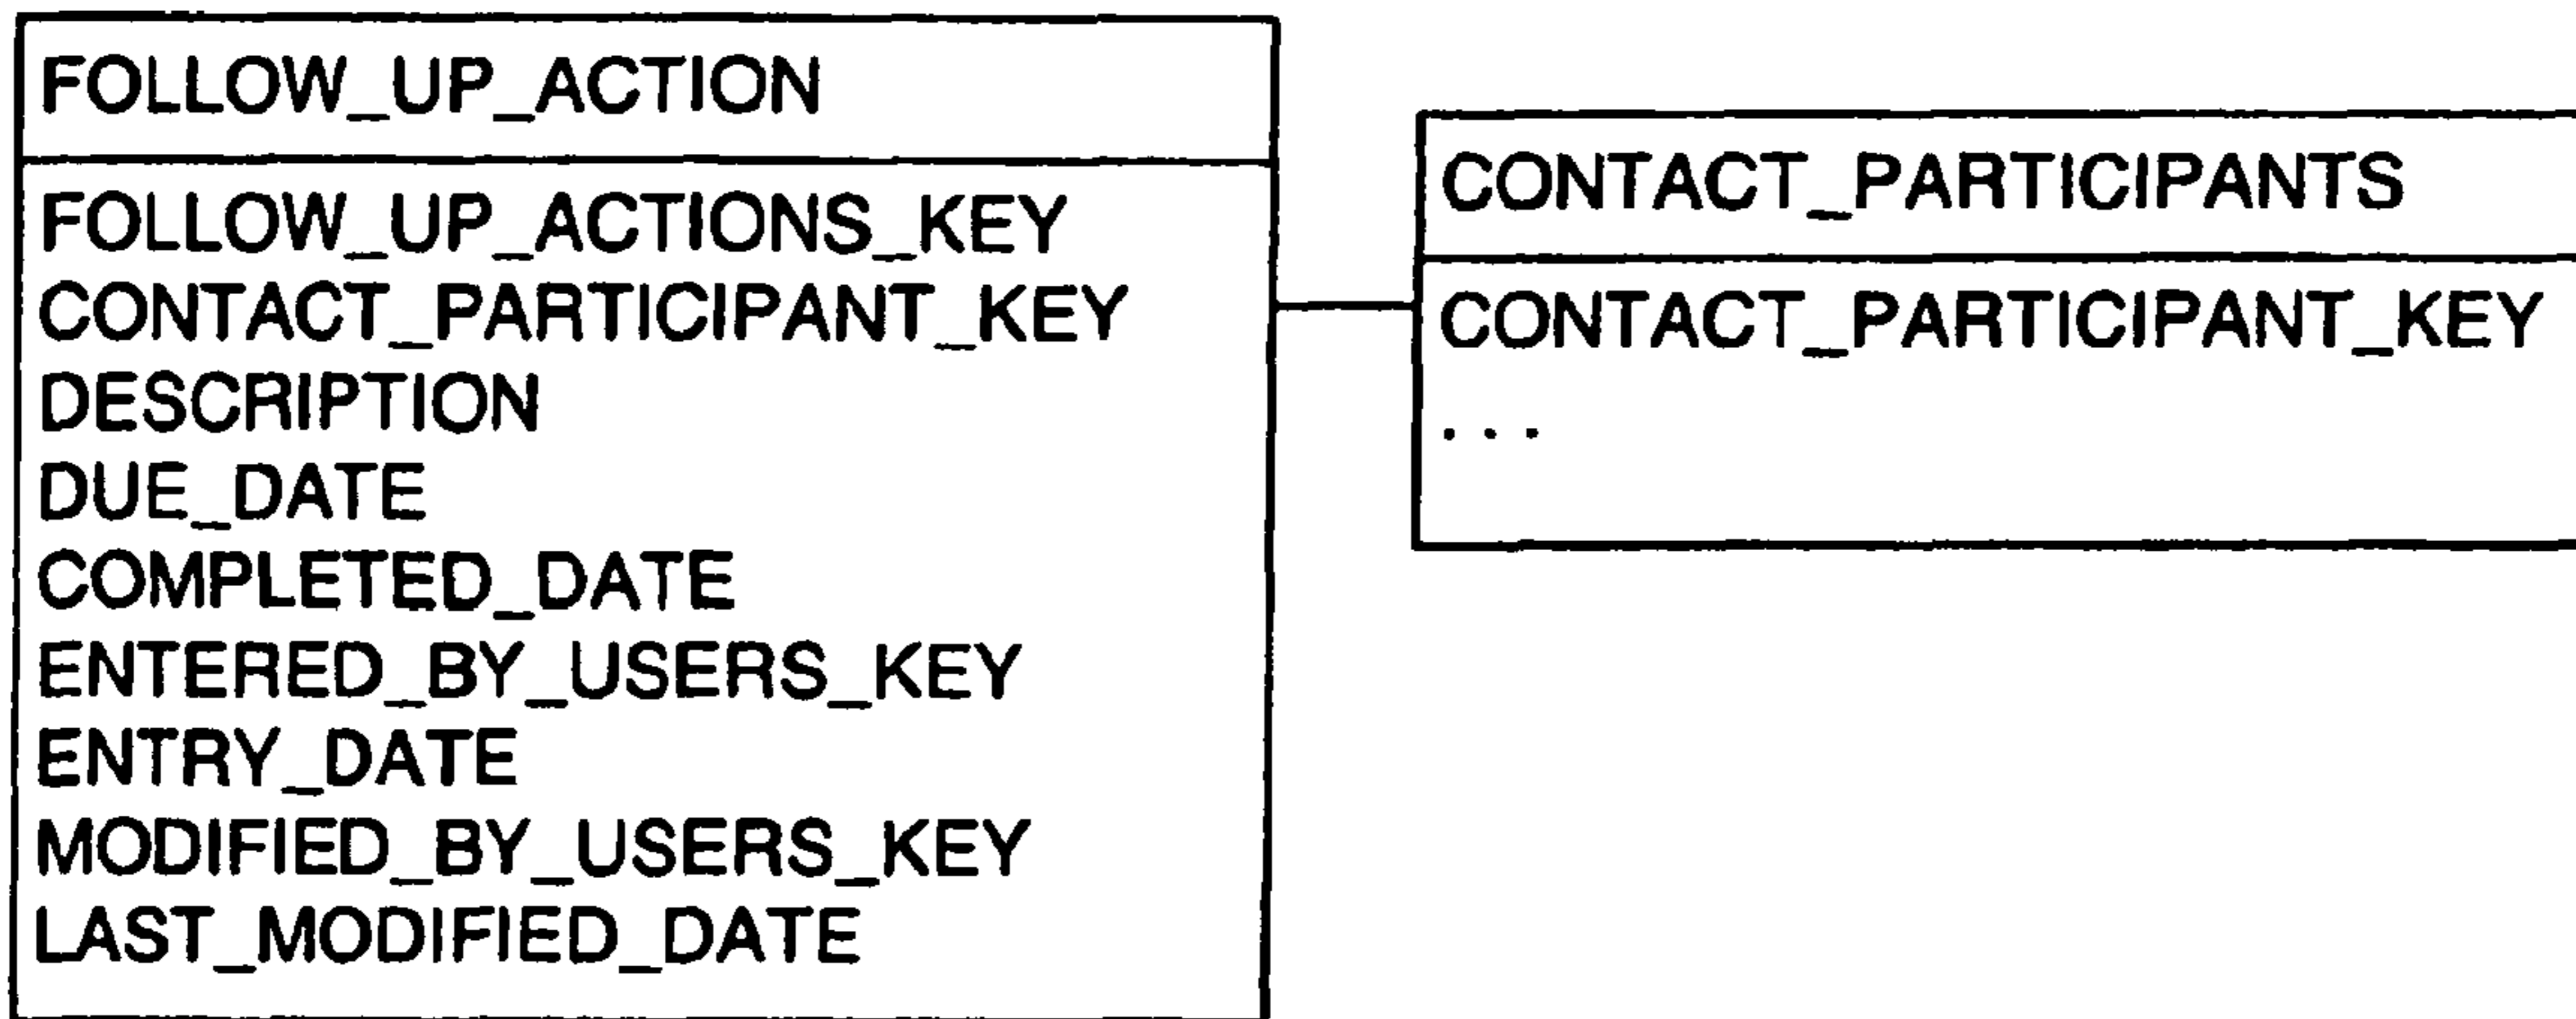 FOLLOW_UP_ACTION
FOLLOW_UP_ACTIONS_KEY
CONTACT_PARTICIPANT_KEY
DESCRIPTION
DUE_DATE
COMPLETED_DATE
ENTERED_BY_USERS_KEY
ENTRY_DATE
MODIFIED_BY_USERS_KEY
LAST_MODIFIED_DATE
CONTACT_PARTICIPANTS
CONTACT_PARTICIPANT_KEY
...